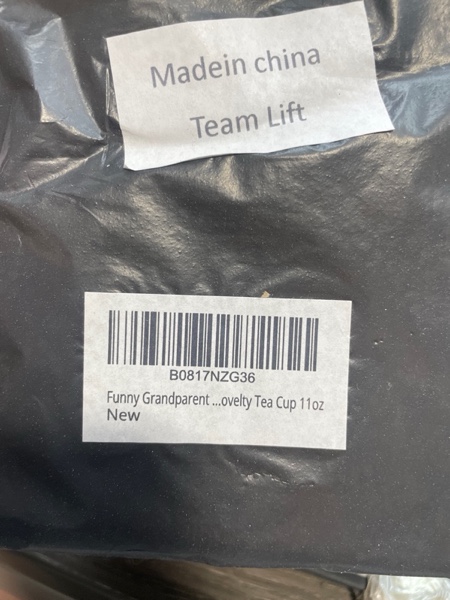 Madein china
Team Lift
B0817NZG36
Funny Grandparent ...ovelty Tea Cup 11oz
New